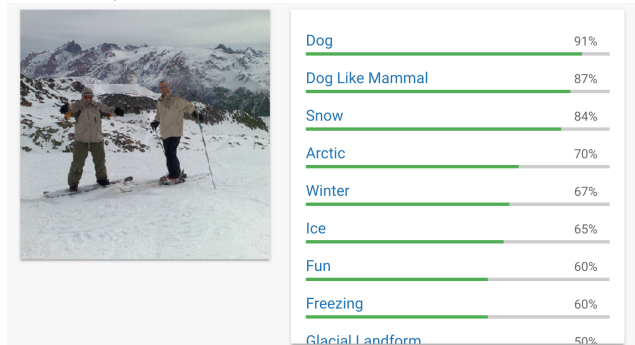 Dog 91%
Dog Like Mammal 87%
Snow 84%
Arctic 70%
Winter 67%
Ice 65%
Fun 60%
Freezing 60%
Glacial Landform 50%